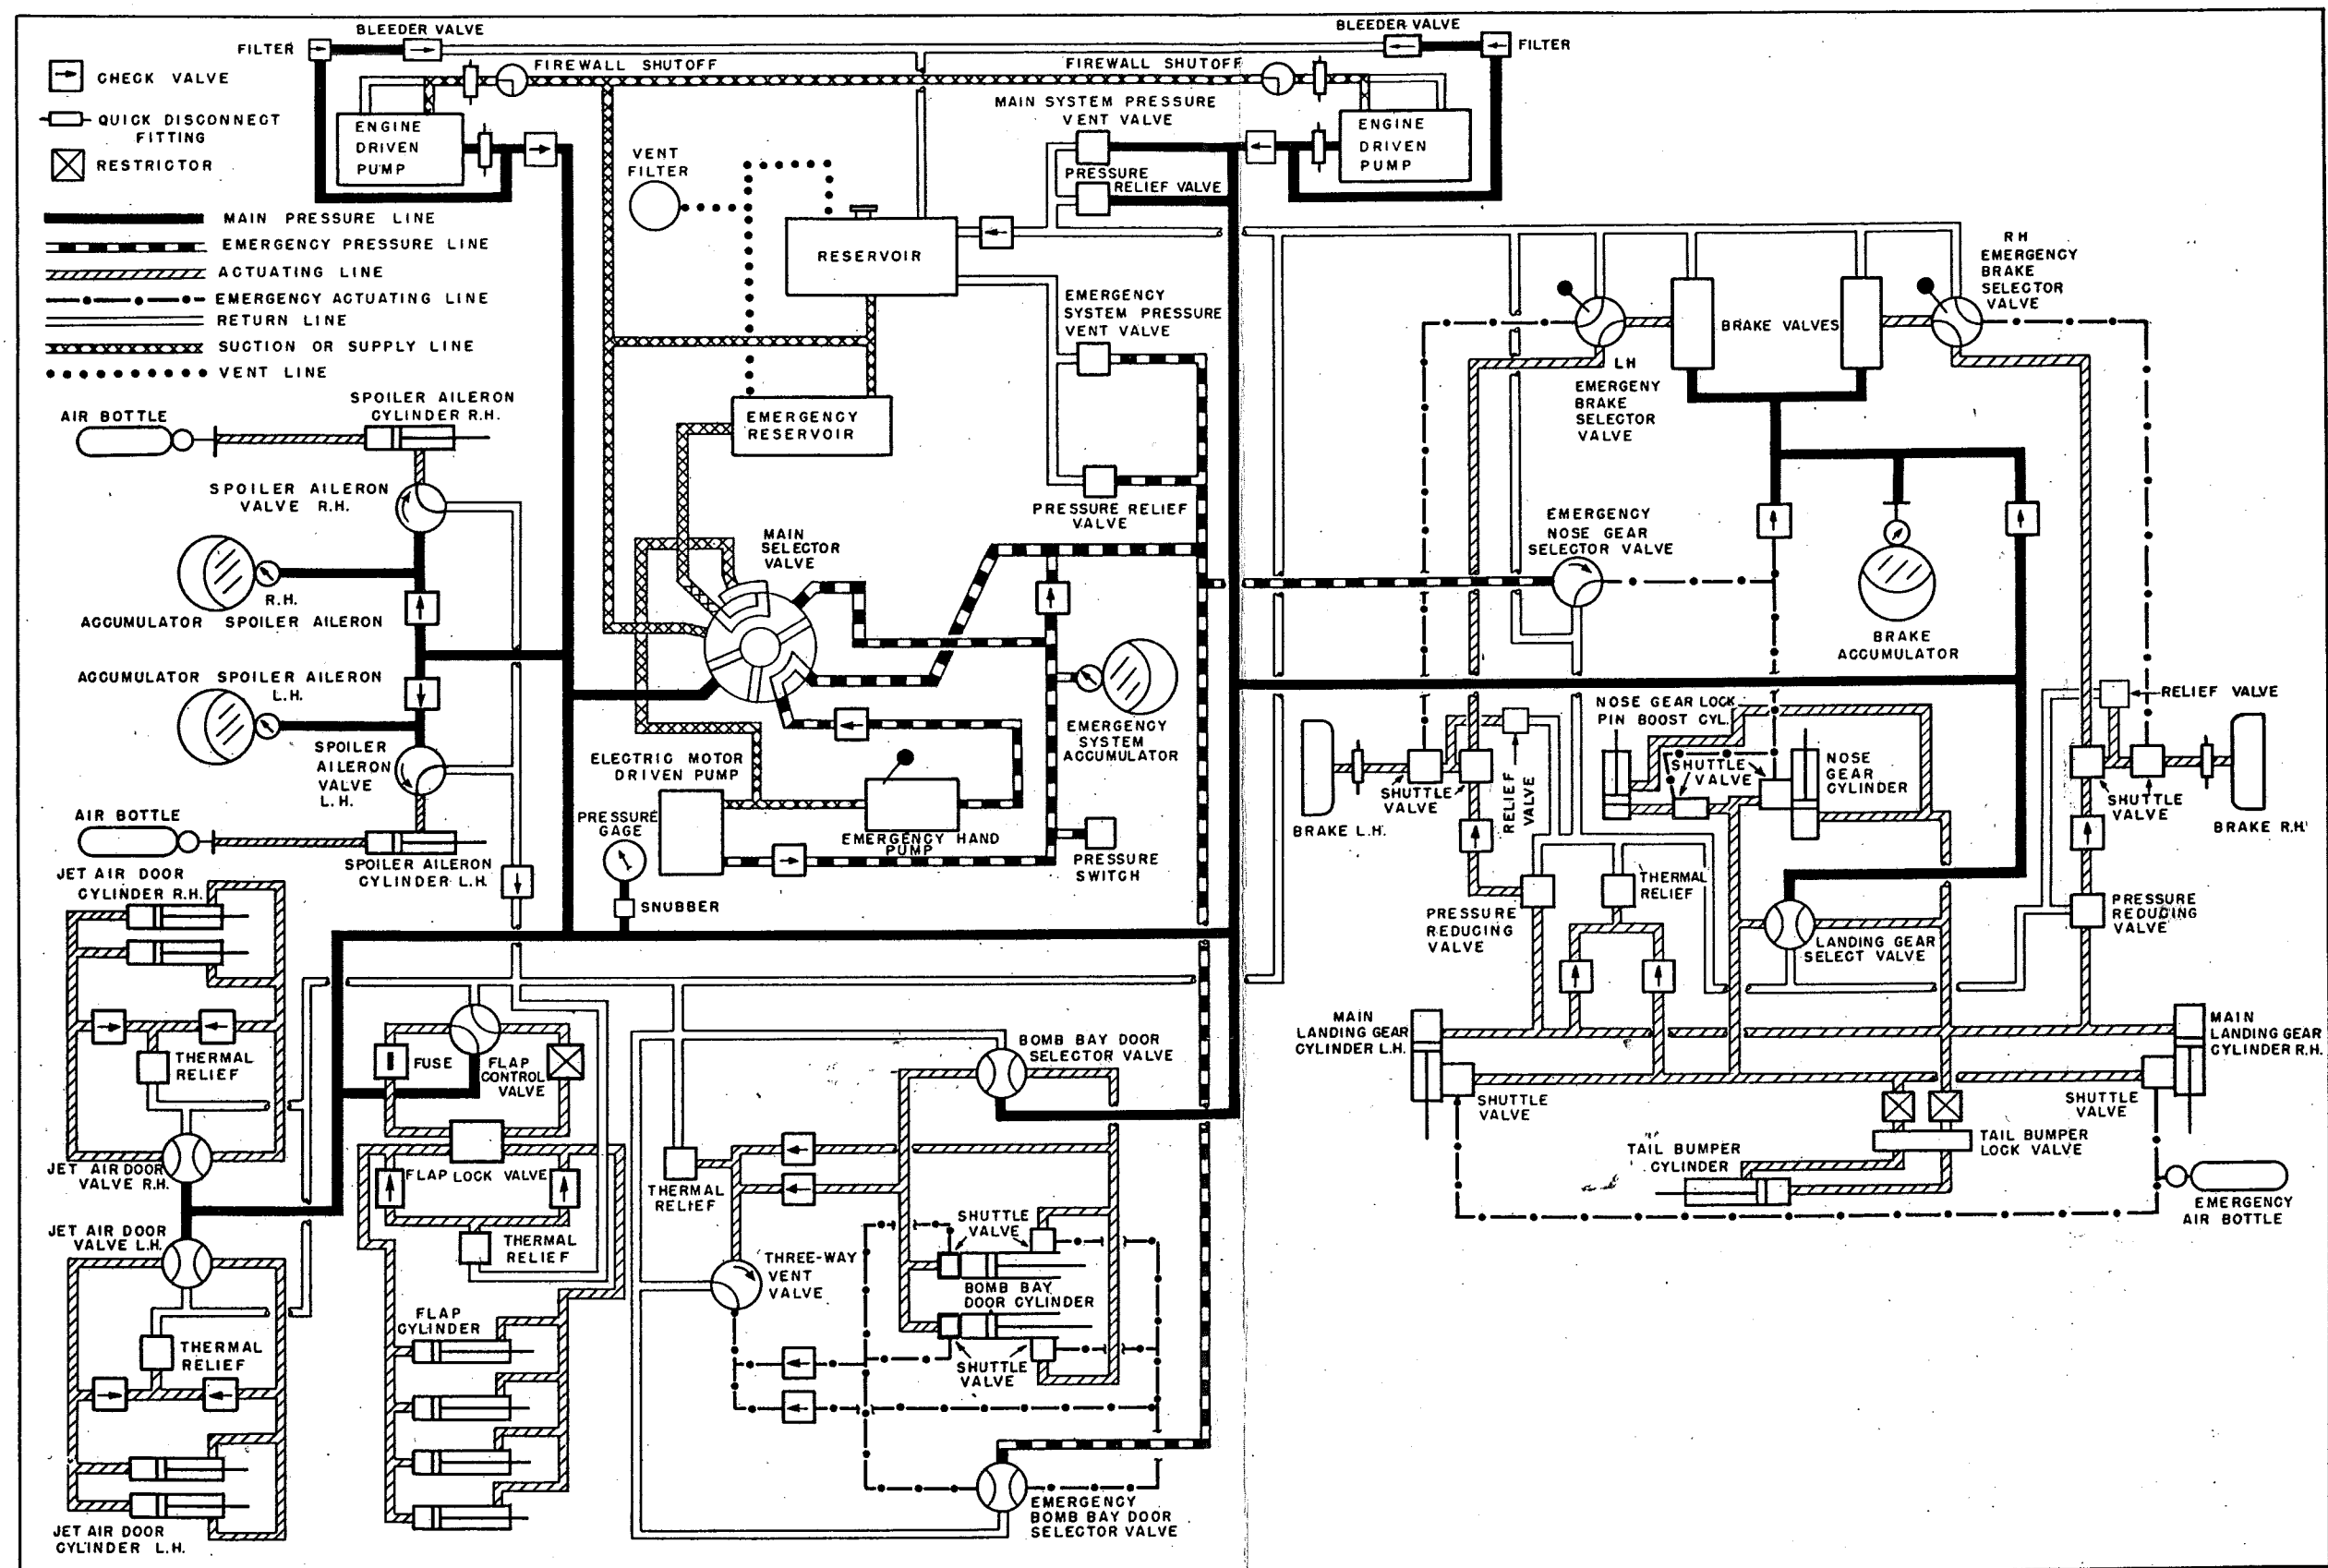 BLEEDER VALVE
FILTER
BLEEDER VALVE
FILTER
CHECK VALVE
QUICK DISCONNECT
FITTING
RESTRICTOR
MAIN PRESSURE LINE
EMERGENCY PRESSURE LINE
ACTUATING LINE
EMERGENCY ACTUATING LINE
RETURN LINE
SUCTION OR SUPPLY LINE
VENT LINE
FIREWALL SHUTOFF
FIREWALL SHUTOFF
ENGINE
DRIVEN
PUMP
MAIN SYSTEM PRESSURE
VENT VALVE
ENGINE
DRIVEN
PUMP
VENT
FILTER
PRESSURE
RELIEF VALVE
RESERVOIR
EMERGENCY
SYSTEM PRESSURE
VENT VALVE
EMERGENCY
RESERVOIR
PRESSURE RELIEF
VALVE
AIR BOTTLE
SPOILER AILERON
CYLINDER R.H.
SPOILER AILERON
VALVE R.H.
R.H.
ACCUMULATOR SPOILER AILERON
ACCUMULATOR SPOILER AILERON
L.H.
SPOILER
AILERON
VALVE
L.H.
AIR BOTTLE
SPOILER AILERON
CYLINDER L.H.
MAIN
SELECTOR
VALVE
EMERGENCY
SYSTEM
ACCUMULATOR
ELECTRIC MOTOR
DRIVEN PUMP
PRESSURE
GAGE
EMERGENCY HAND
PUMP
PRESSURE
SWITCH
SNUBBER
JET AIR DOOR
CYLINDER R.H.
THERMAL
RELIEF
JET AIR DOOR
VALVE R.H.
JET AIR DOOR
VALVE L.H.
THERMAL
RELIEF
JET AIR DOOR
CYLINDER L.H.
FUSE
FLAP
CONTROL
VALVE
FLAP LOCK VALVE
THERMAL
RELIEF
FLAP
CYLINDER
THERMAL
RELIEF
BOMB BAY DOOR
SELECTOR VALVE
SHUTTLE
VALVE
THREE-WAY
VENT
VALVE
BOMB BAY
DOOR CYLINDER
SHUTTLE
VALVE
EMERGENCY
BOMB BAY DOOR
SELECTOR VALVE
RH
EMERGENCY
BRAKE
SELECTOR
VALVE
BRAKE VALVES
LH
EMERGENY
BRAKE
SELECTOR
VALVE
EMERGENCY
NOSE GEAR
SELECTOR VALVE
BRAKE
ACCUMULATOR
NOSE GEAR LOCK
PIN BOOST CYL.
RELIEF VALVE
SHUTTLE
VALVE
NOSE
GEAR
CYLINDER
SHUTTLE
VALVE
RELIEF
VALVE
BRAKE L.H.
SHUTTLE
VALVE
BRAKE R.H.
THERMAL
RELIEF
PRESSURE
REDUCING
VALVE
LANDING GEAR
SELECT VALVE
PRESSURE
REDUCING
VALVE
MAIN
LANDING GEAR
CYLINDER L.H.
MAIN
LANDING GEAR
CYLINDER R.H.
SHUTTLE
VALVE
SHUTTLE
VALVE
TAIL BUMPER
LOCK VALVE
TAIL BUMPER
CYLINDER
EMERGENCY
AIR BOTTLE